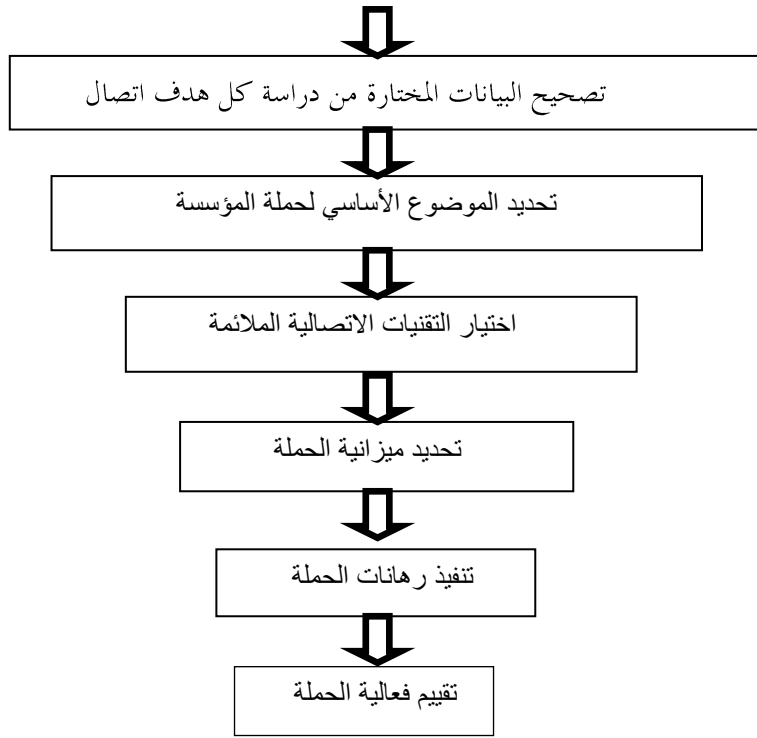 تصحيح البيانات المختارة من دراسة كل هدف اتصال
تحديد الموضوع الأساسي لحملة المؤسسة
اختيار التقنيات الاتصالية الملائمة
تحديد ميزانية الحملة
تنفيذ رهانات الحملة
تقييم فعالية الحملة